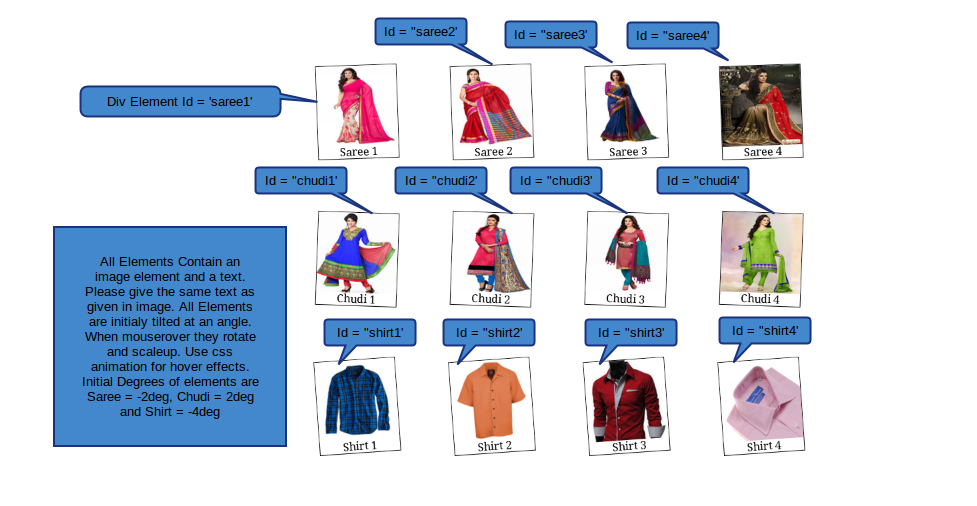 Id = "saree2'
Id = "saree3'
Id = "saree4'
Div Element Id = 'saree1'
Saree 1
Saree 2
Saree 3
Saree 4
Id = "chudi1'
Id = "chudi2'
Id = "chudi3'
Id = "chudi4'
Chudi 1
Chudi 2
Chudi 3
Chudi 4
All Elements Contain an
image element and a text.
Please give the same text as
given in image. All Elements
are initialy tilted at an angle.
When mouserover they rotate
and scaleup. Use css
animation for hover effects.
Initial Degrees of elements are
Saree = -2deg, Chudi = 2deg
and Shirt = -4deg
Id = "shirt1'
Id = "shirt2'
Id = "shirt3'
Id = "shirt4'
Shirt 1
Shirt 2
Shirt 3
Shirt 4